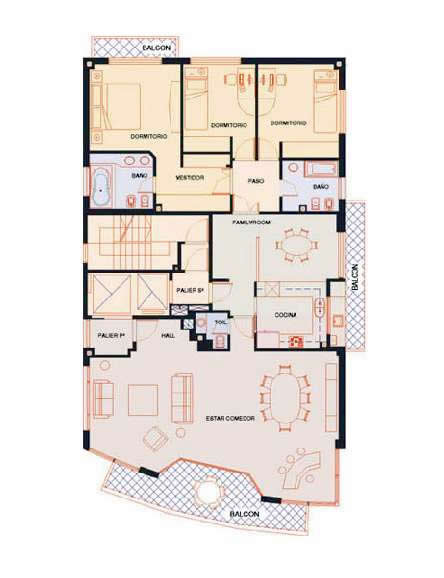 BALCON
DORMITORIO
DORMITORIO
DORMITORIO
BAÑO
VESTIDOR
PASO
BAÑO
FAMILYROOM
BALCON
PALIER Sº
COCINA
PALIER Pº
HALL
TOIL.
ESTAR COMEDOR
BALCON